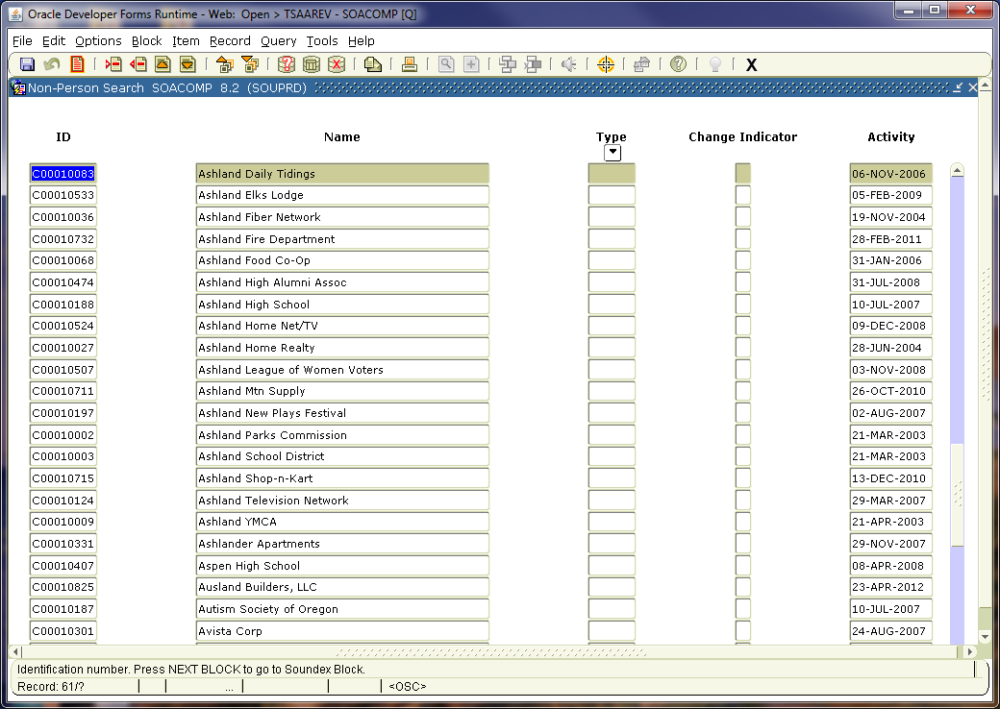 Oracle Developer Forms Runtime - Web: Open > TSAAREV - SOACOMP [Q]
File Edit Options Block Item Record Query Tools Help
X
Non-Person Search SOACOMP 8.2 (SOUPRD)
ID Name Type Change Indicator Activity
C00010083 Ashland Daily Tidings 06-NOV-2006
C00010533 Ashland Elks Lodge 05-FEB-2009
C00010036 Ashland Fiber Network 19-NOV-2004
C00010732 Ashland Fire Department 28-FEB-2011
C00010068 Ashland Food Co-Op 31-JAN-2006
C00010474 Ashland High Alumni Assoc 31-JUL-2008
C00010188 Ashland High School 10-JUL-2007
C00010524 Ashland Home Net/TV 09-DEC-2008
C00010027 Ashland Home Realty 28-JUN-2004
C00010507 Ashland League of Women Voters 03-NOV-2008
C00010711 Ashland Mtn Supply 26-OCT-2010
C00010197 Ashland New Plays Festival 02-AUG-2007
C00010002 Ashland Parks Commission 21-MAR-2003
C00010003 Ashland School District 21-MAR-2003
C00010715 Ashland Shop-n-Kart 13-DEC-2010
C00010124 Ashland Television Network 29-MAR-2007
C00010009 Ashland YMCA 21-APR-2003
C00010331 Ashlander Apartments 29-NOV-2007
C00010407 Aspen High School 08-APR-2008
C00010825 Ausland Builders, LLC 23-APR-2012
C00010187 Autism Society of Oregon 10-JUL-2007
C00010301 Avista Corp 24-AUG-2007
Identification number. Press NEXT BLOCK to go to Soundex Block.
Record: 61/? ... <OSC>